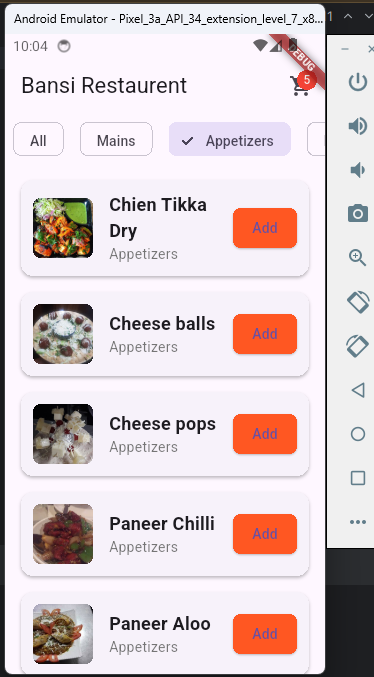 Android Emulator - Pixel_3a_API_34_extension_level_7_x8...
1
10:04
DEBUG
Bansi Restaurent
5
All
Mains
Appetizers
Chien Tikka
Dry
Appetizers
Add
Cheese balls
Appetizers
Add
Cheese pops
Appetizers
Add
Paneer Chilli
Appetizers
Add
Paneer Aloo
Appetizers
Add